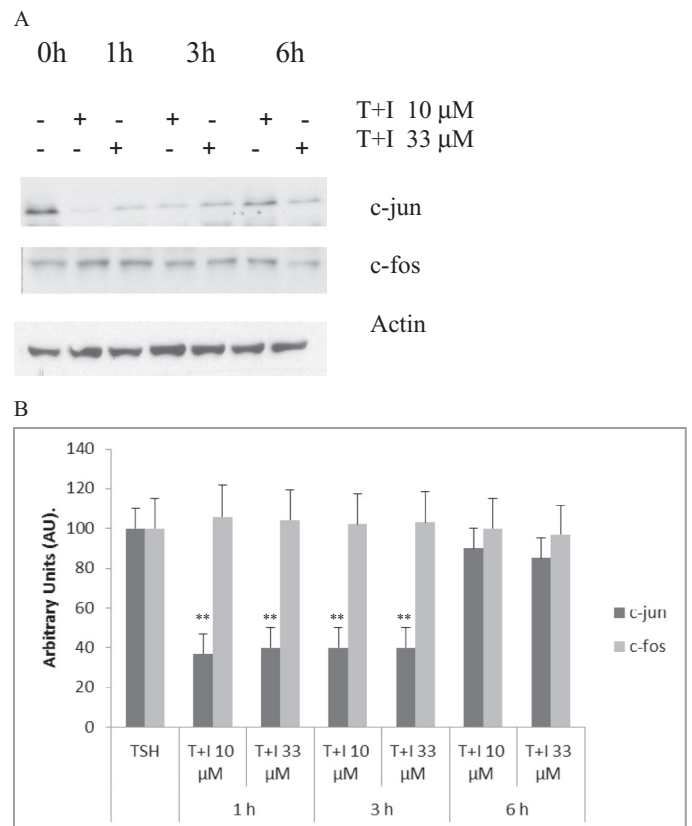 A
0h 1h 3h 6h
- + - + - + - T+I 10 μM
- - + - + - + T+I 33 μM
c-jun
c-fos
Actin
B
Arbitrary Units (AU).
140
120
100
80
60
40
20
0
** ** ** **
TSH T+I 10 μM T+I 33 μM T+I 10 μM T+I 33 μM T+I 10 μM T+I 33 μM
1 h 3 h 6 h
c-jun
c-fos